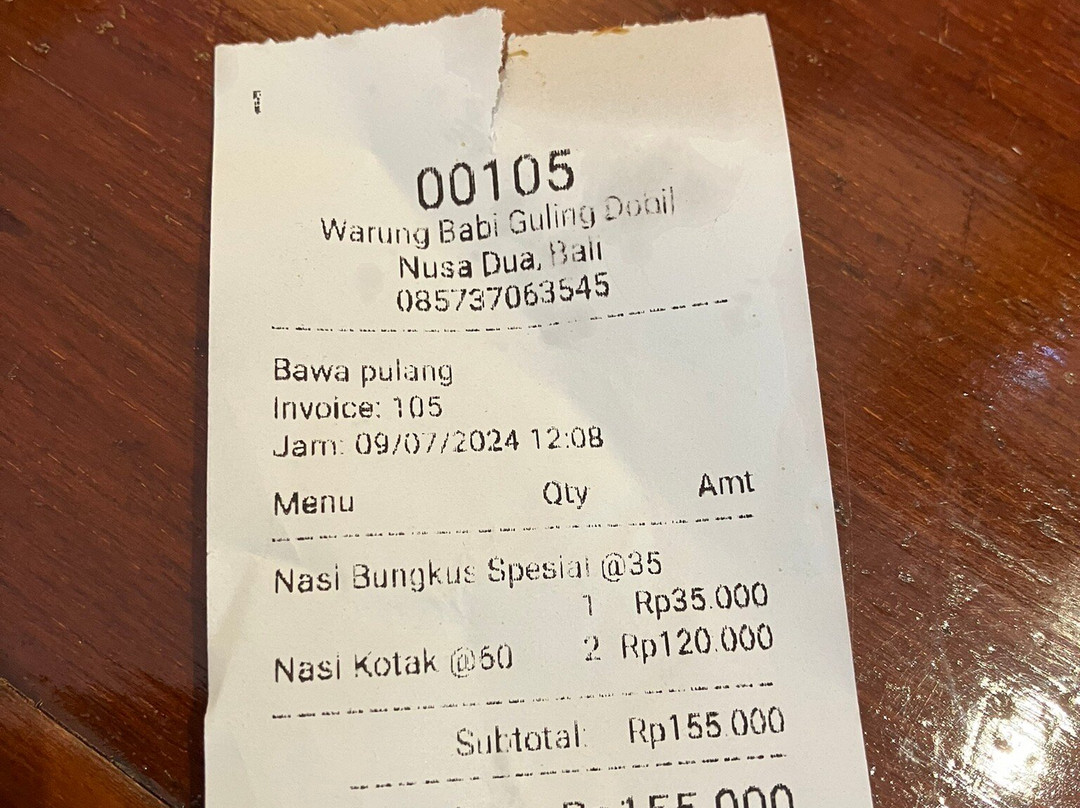 00105
Warung Babi Guling Dobil
Nusa Dua, Bali
085737063545
Bawa pulang
Invoice: 105
Jam: 09/07/2024 12:08
Menu Qty Amt
Nasi Bungkus Spesial @35
1 Rp35.000
Nasi Kotak @60 2 Rp120.000
Subtotal: Rp155.000
Rp155.000